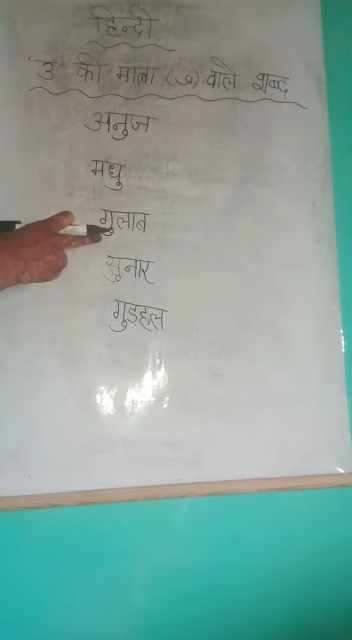 हिन्दी
'उ' की मात्रा (ु) वाले शब्द
अनुज
मधु
गुलाब
सुनार
गुड़हल